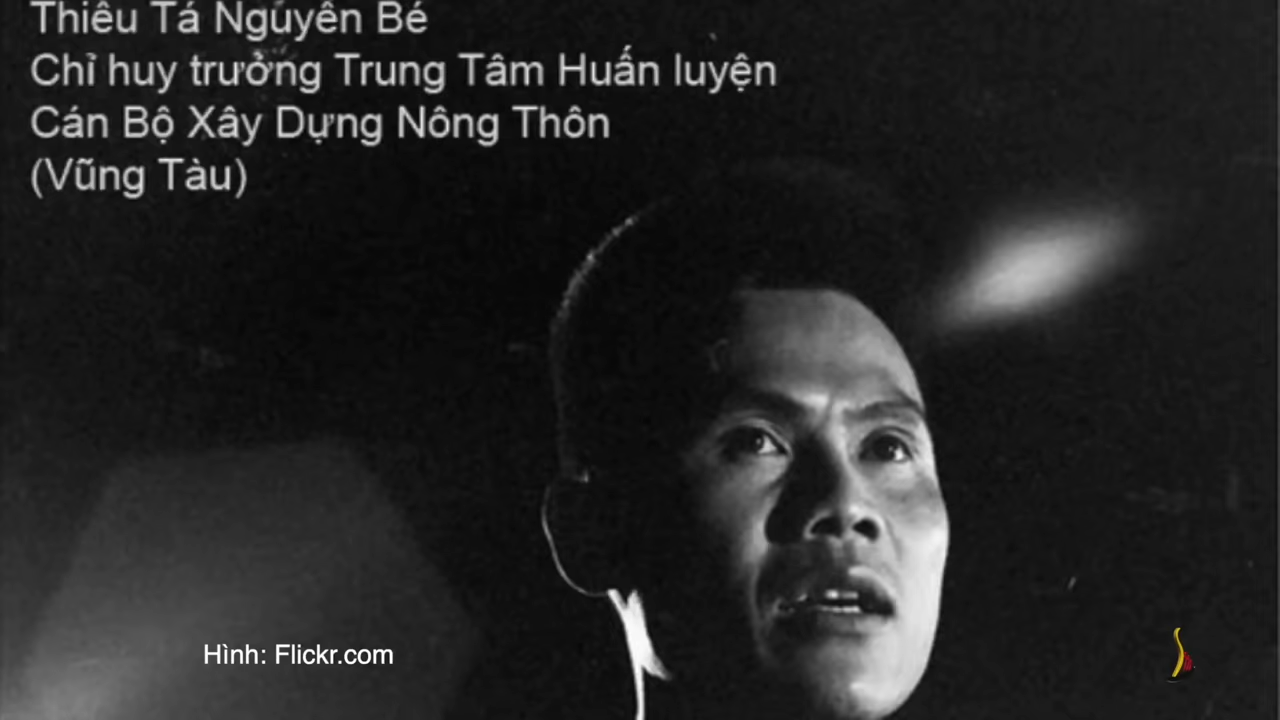 Thiếu Tá Nguyễn Bé
Chỉ huy trưởng Trung Tâm Huấn luyện
Cán Bộ Xây Dựng Nông Thôn
(Vũng Tàu)
Hình: Flickr.com